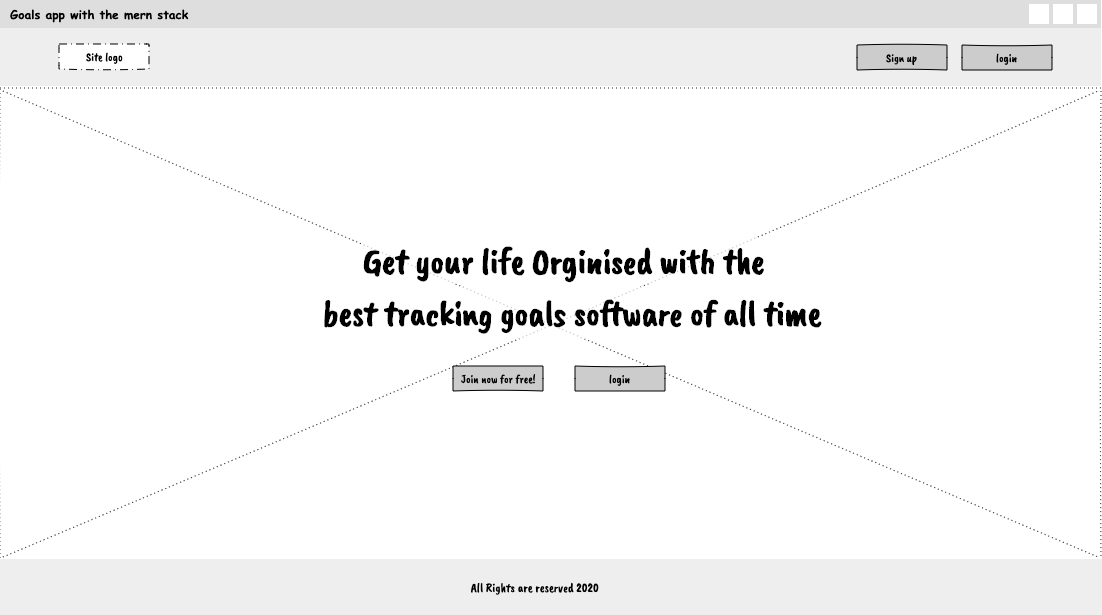 Goals app with the mern stack
Site logo
Sign up
login
Get your life Orginised with the
best tracking goals software of all time
Join now for free!
login
All Rights are reserved 2020